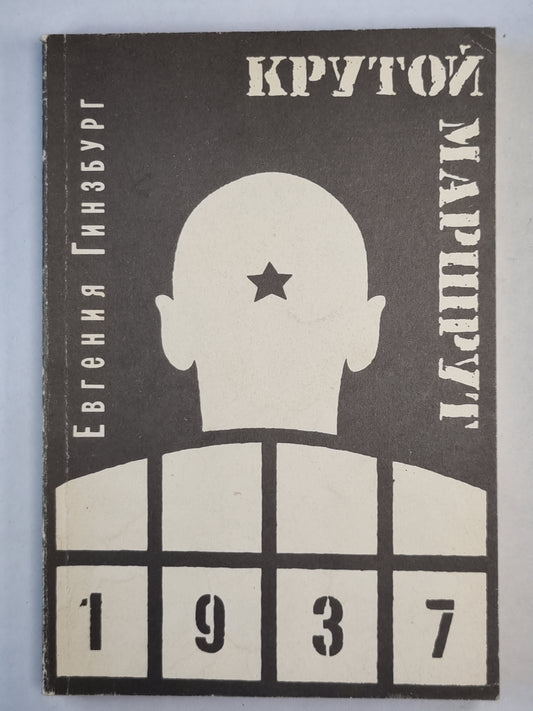 Евгения Гинзбург
КРУТОЙ
МАРШРУТ
1937